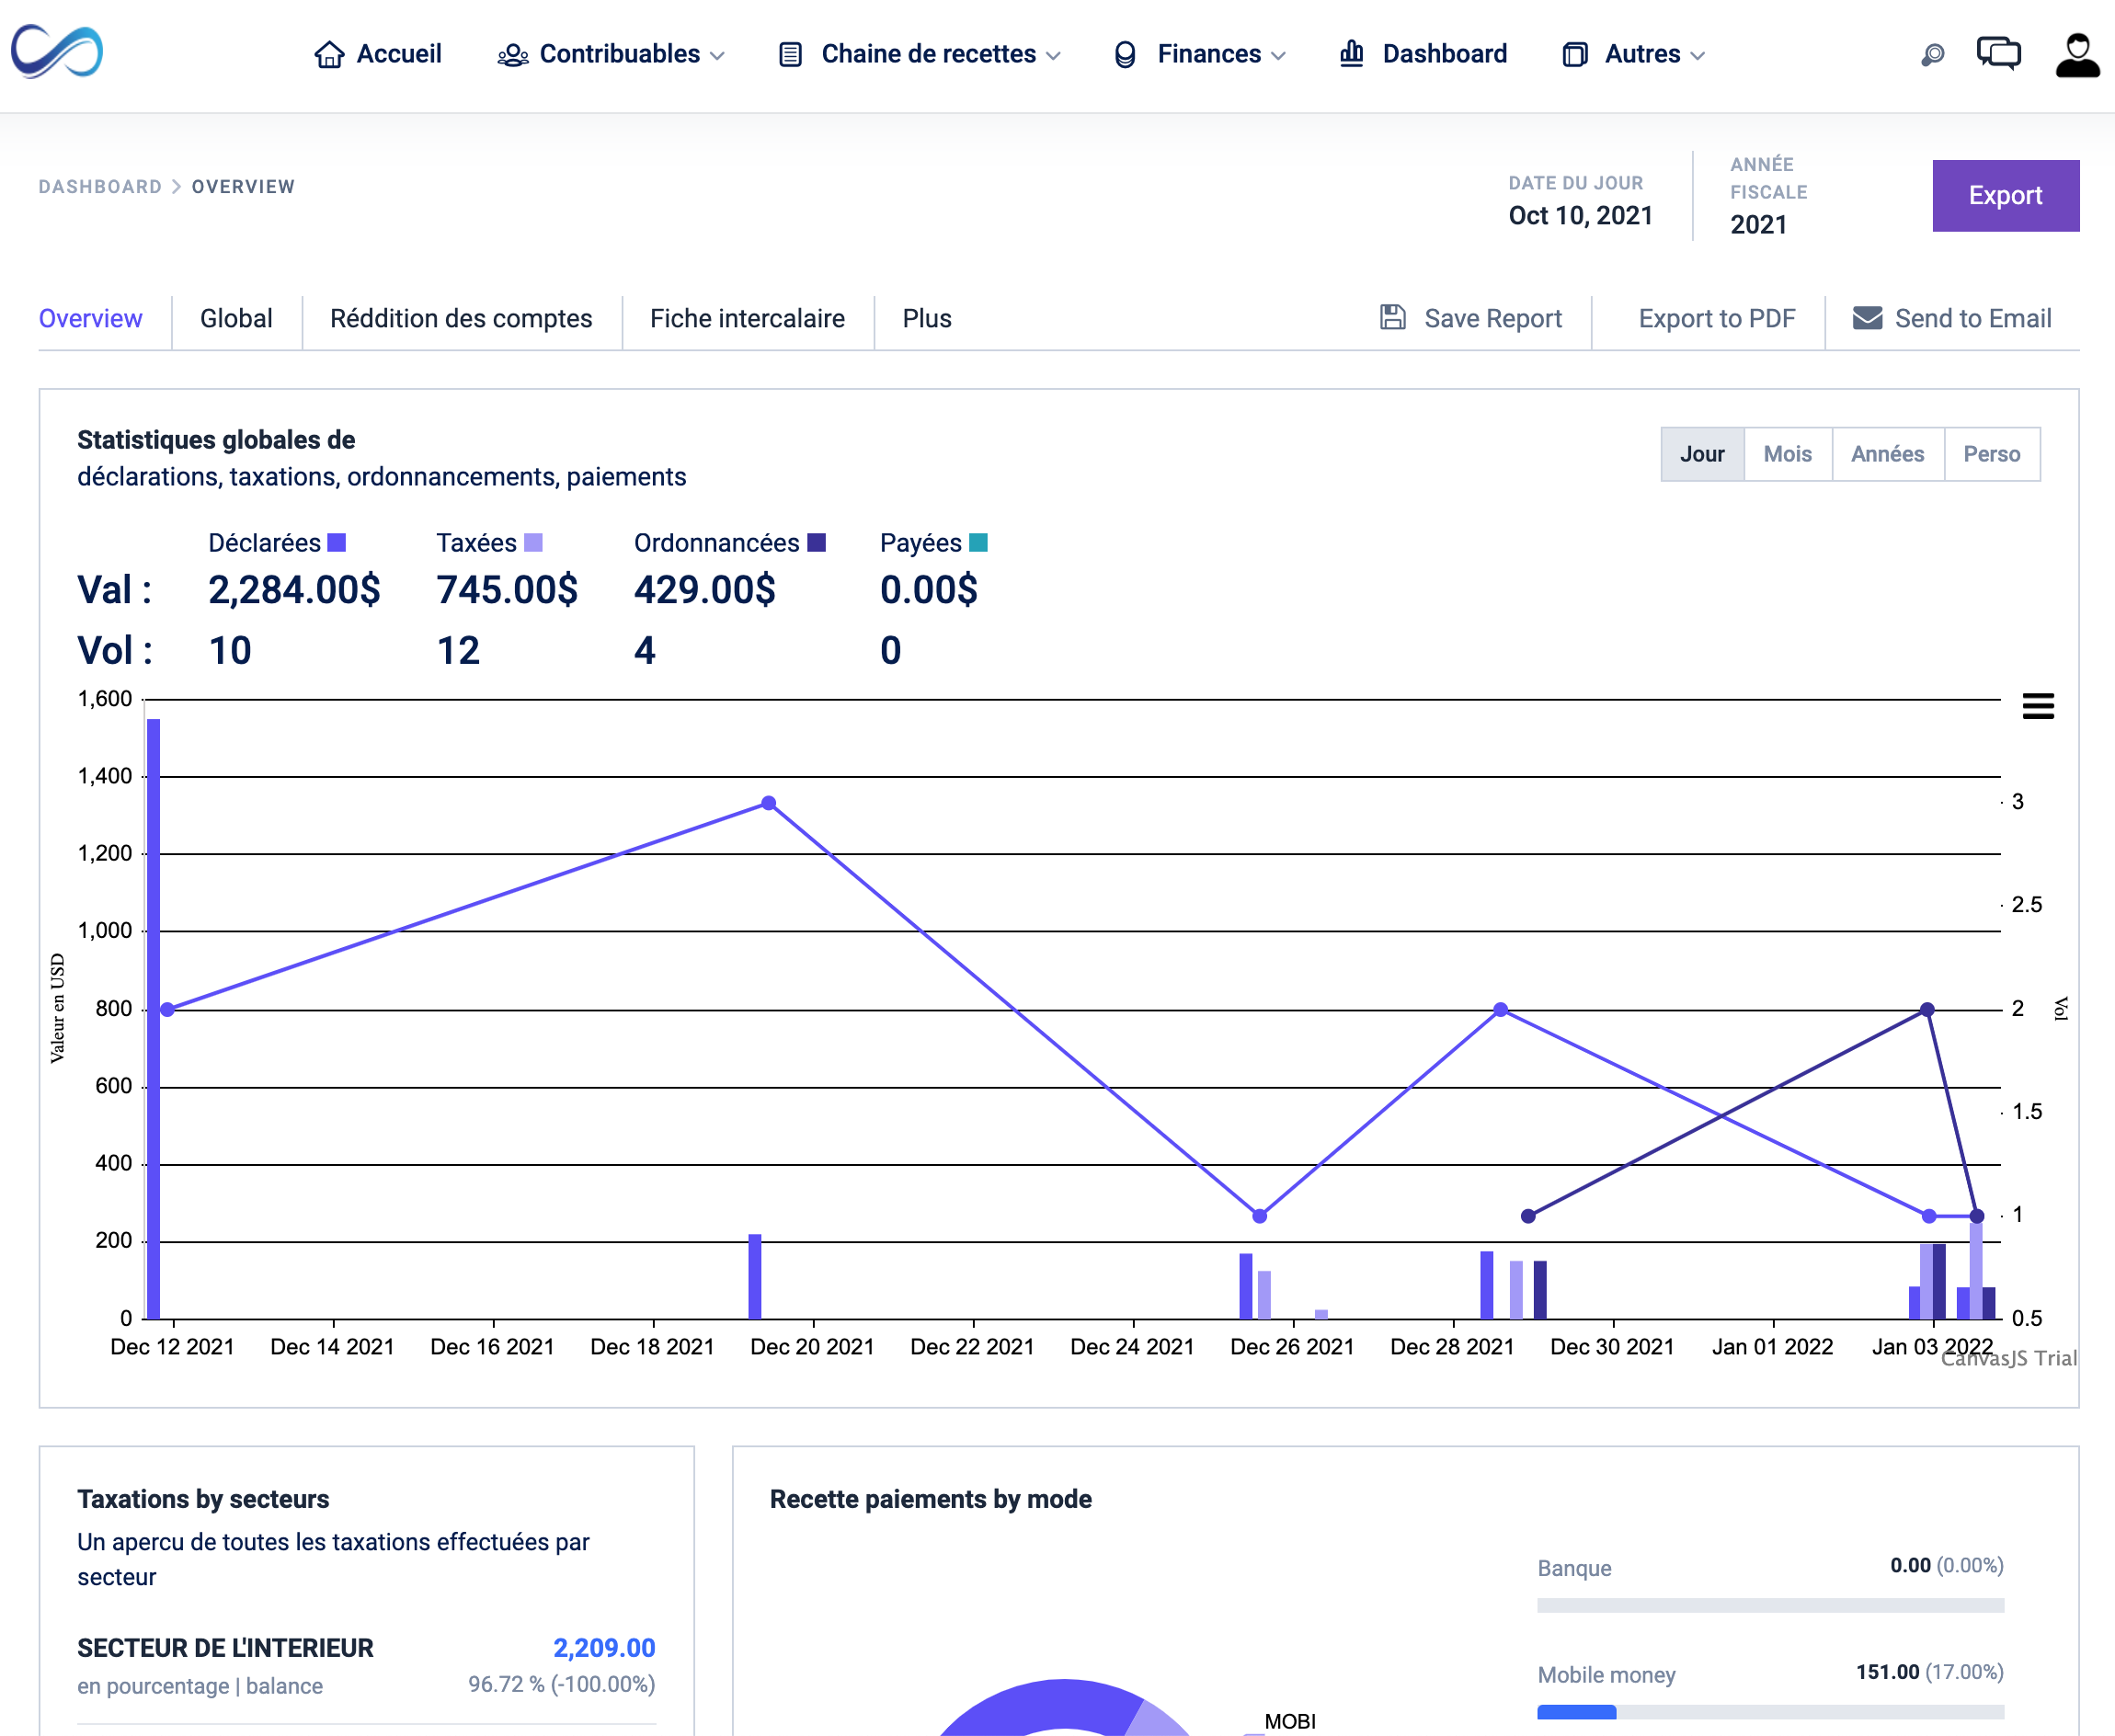 Accueil
Contribuables
Chaine de recettes
Finances
Dashboard
Autres
DASHBOARD > OVERVIEW
DATE DU JOUR
Oct 10, 2021
ANNÉE
FISCALE
2021
Export
Overview
Global
Réddition des comptes
Fiche intercalaire
Plus
Save Report
Export to PDF
Send to Email
Statistiques globales de
déclarations, taxations, ordonnancements, paiements
Jour
Mois
Années
Perso
Déclarées
Taxées
Ordonnancées
Payées
Val : 2,284.00$ 745.00$ 429.00$ 0.00$
Vol : 10 12 4 0
1,600
1,400
1,200
1,000
800
600
400
200
0
Valeur en USD
3
2.5
2
1.5
1
0.5
Vol
Dec 12 2021
Dec 14 2021
Dec 16 2021
Dec 18 2021
Dec 20 2021
Dec 22 2021
Dec 24 2021
Dec 26 2021
Dec 28 2021
Dec 30 2021
Jan 01 2022
Jan 03 2022
CanvasJS Trial
Taxations by secteurs
Un apercu de toutes les taxations effectuées par
secteur
SECTEUR DE L'INTERIEUR 2,209.00
en pourcentage | balance 96.72 % (-100.00%)
Recette paiements by mode
MOBI
Banque 0.00 (0.00%)
Mobile money 151.00 (17.00%)